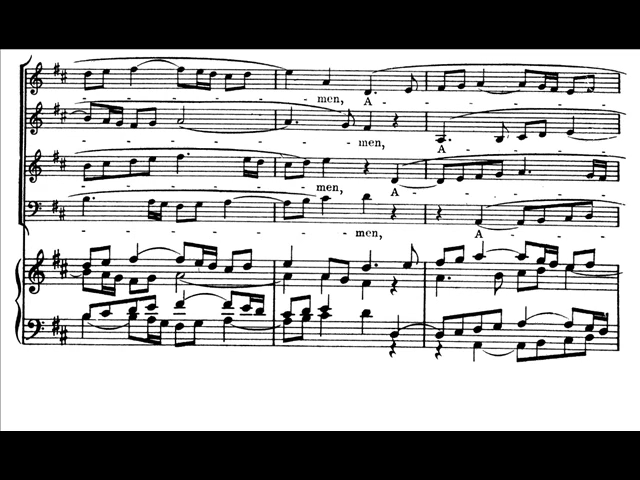 - - - - - - - men, A - - - - - -
- - - - - - - - - men, A - -
- - - - - - - men, A - - - - -
- - - - - - - - - men, A - -